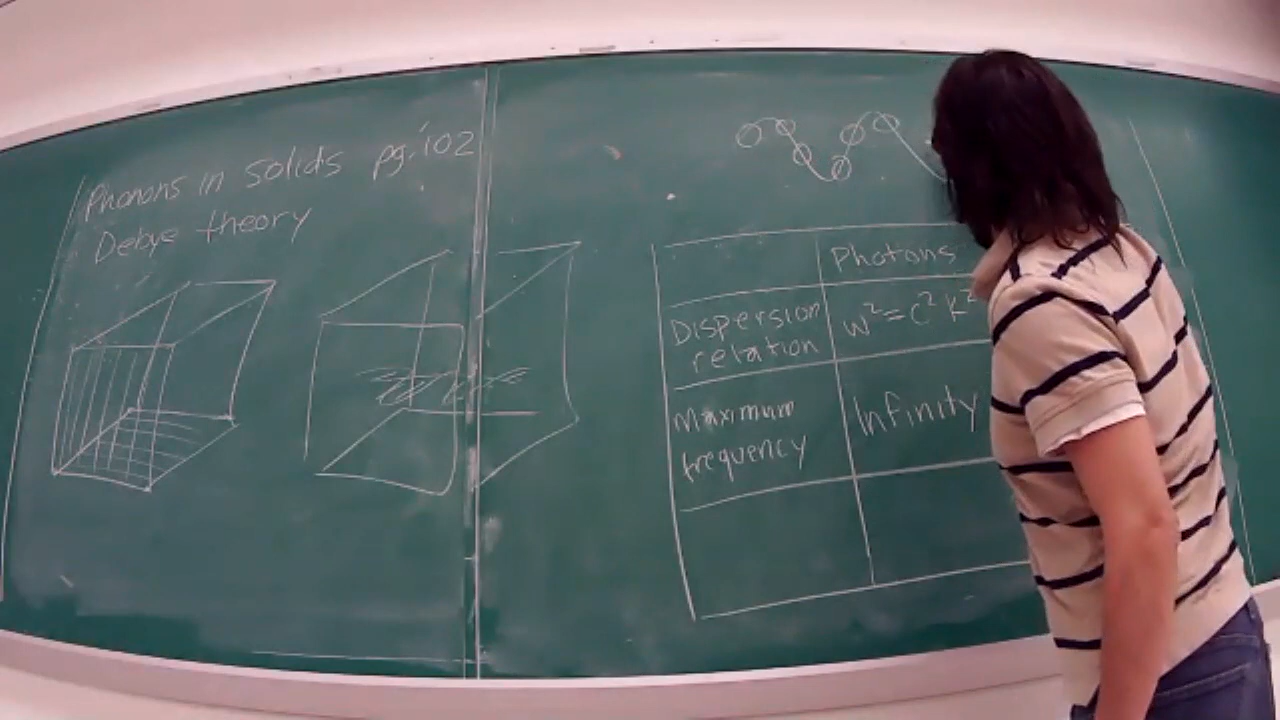 Phonons in solids pg. 102
Debye theory
Photons
Dispersion
relation
w² = c² k²
Maximum
frequency
Infinity